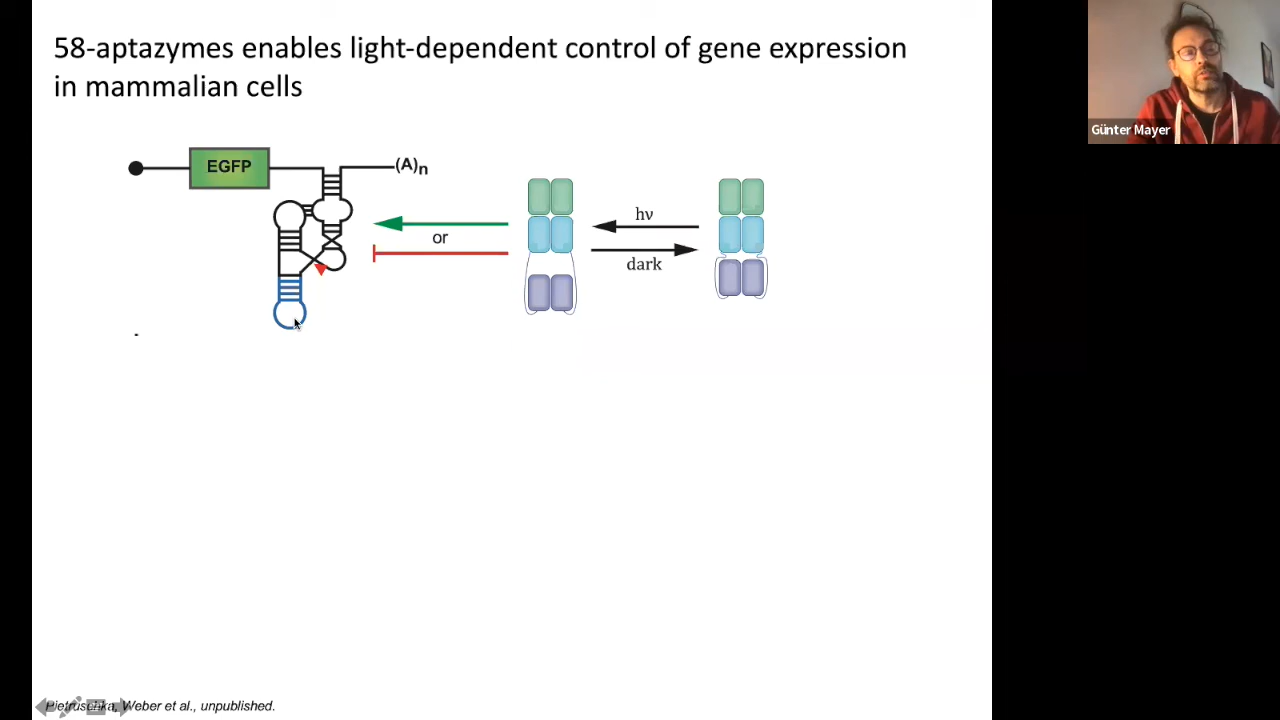 58-aptazymes enables light-dependent control of gene expression
in mammalian cells
Günter Mayer
EGFP
(A)n
or
hν
dark
Pietruschka, Weber et al., unpublished.